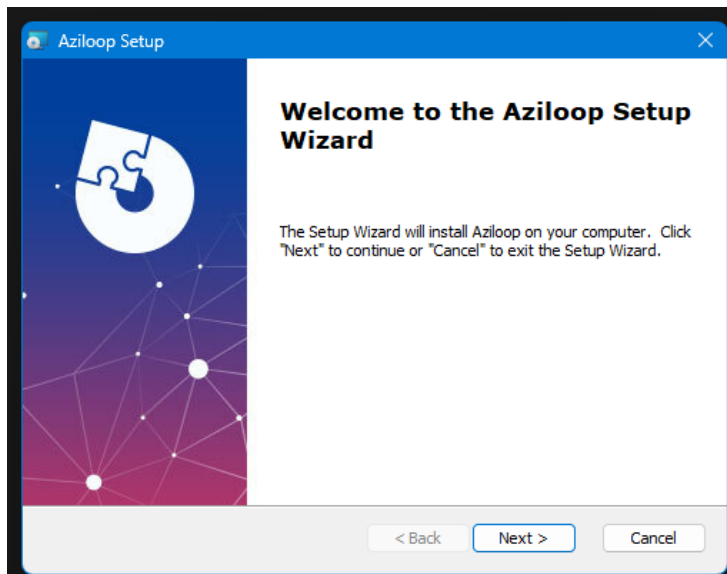 Aziloop Setup
Welcome to the Aziloop Setup
Wizard
The Setup Wizard will install Aziloop on your computer.  Click
"Next" to continue or "Cancel" to exit the Setup Wizard.
< Back
Next >
Cancel